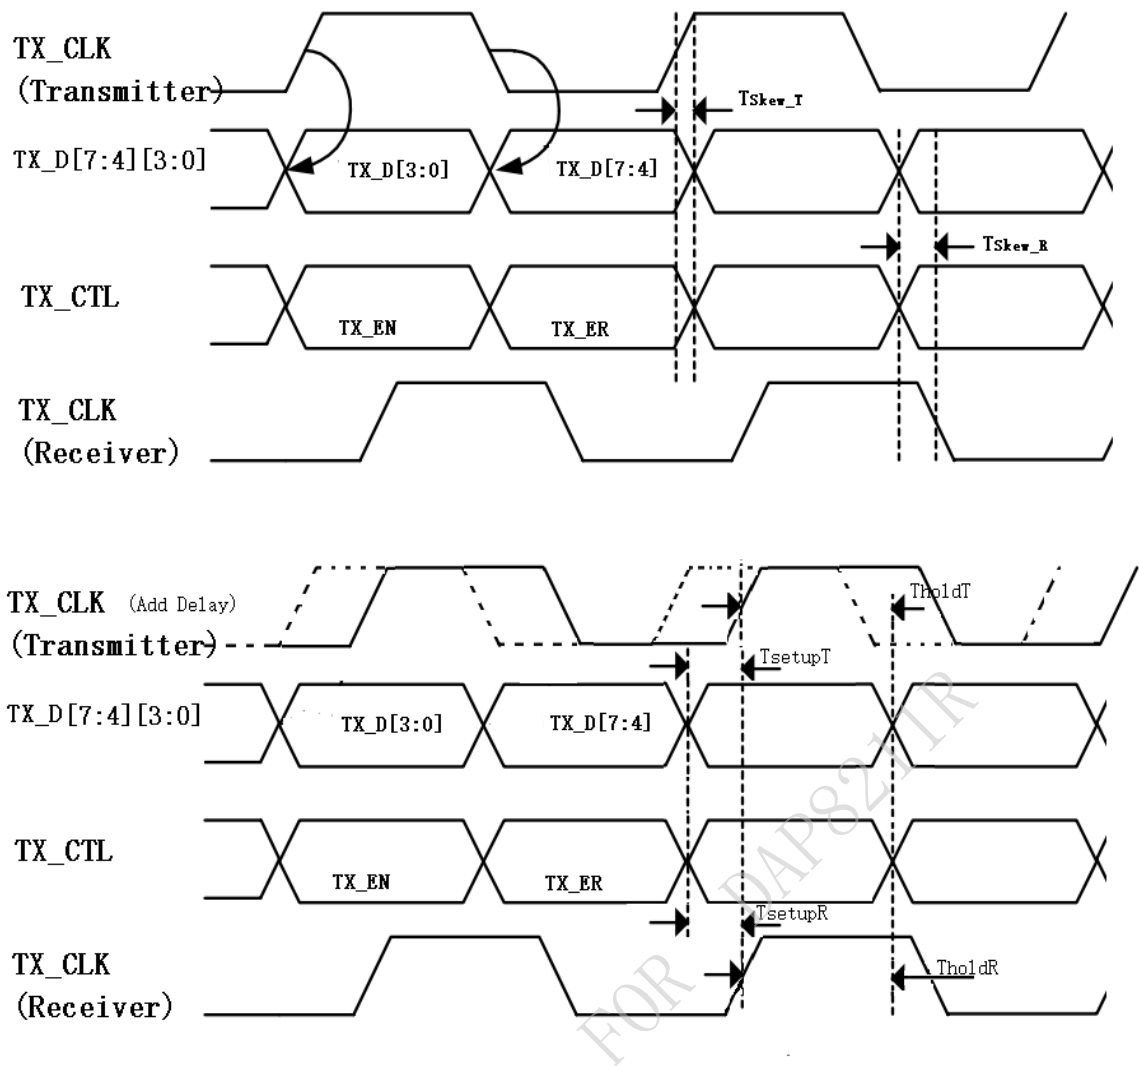 TX_CLK
(Transmitter)
Tskew_T
TX_D[7:4][3:0]
TX_D[3:0]
TX_D[7:4]
Tskew_R
TX_CTL
TX_EN
TX_ER
TX_CLK
(Receiver)
TX_CLK (Add Delay)
(Transmitter)
TholdT
TsetupT
TX_D[7:4][3:0]
TX_D[3:0]
TX_D[7:4]
TX_CTL
TX_EN
TX_ER
TsetupR
TX_CLK
(Receiver)
TholdR
FOR DAP8211R